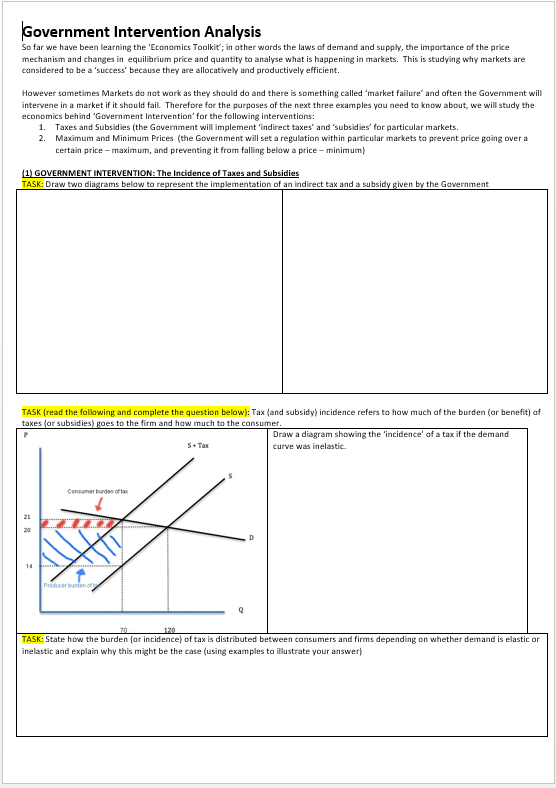 Government Intervention Analysis
So far we have been learning the ‘Economics Toolkit’; in other words the laws of demand and supply, the importance of the price
mechanism and changes in equilibrium price and quantity to analyse what is happening in markets. This is studying why markets are
considered to be a ‘success’ because they are allocatively and productively efficient.
However sometimes Markets do not work as they should do and there is something called ‘market failure’ and often the Government will
intervene in a market if it should fail. Therefore for the purposes of the next three examples you need to know about, we will study the
economics behind ‘Government Intervention’ for the following interventions:
1. Taxes and Subsidies (the Government will implement ‘indirect taxes’ and ‘subsidies’ for particular markets.
2. Maximum and Minimum Prices (the Government will set a regulation within particular markets to prevent price going over a
certain price – maximum, and preventing it from falling below a price – minimum)
(1) GOVERNMENT INTERVENTION: The Incidence of Taxes and Subsidies
TASK: Draw two diagrams below to represent the implementation of an indirect tax and a subsidy given by the Government
TASK (read the following and complete the question below): Tax (and subsidy) incidence refers to how much of the burden (or benefit) of
taxes (or subsidies) goes to the firm and how much to the consumer.
P
S + Tax
S
Consumer burden of tax
21
20
D
14
Producer burden of tax
Q
70 120
Draw a diagram showing the ‘incidence’ of a tax if the demand
curve was inelastic.
TASK: State how the burden (or incidence) of tax is distributed between consumers and firms depending on whether demand is elastic or
inelastic and explain why this might be the case (using examples to illustrate your answer)